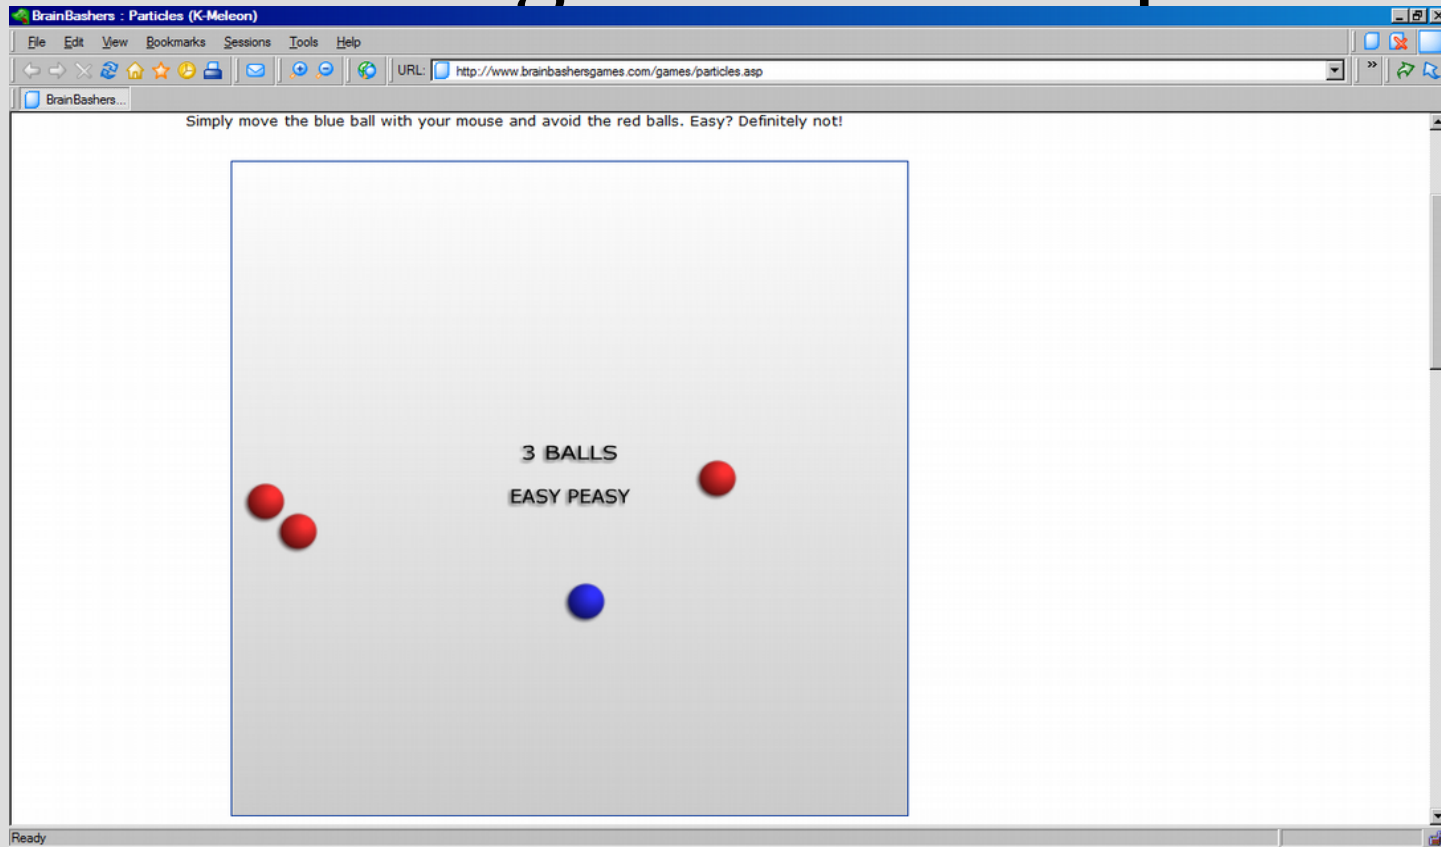 BrainBashers : Particles (K-Meleon)
File Edit View Bookmarks Sessions Tools Help
URL: http://www.brainbashersgames.com/games/particles.asp »
BrainBashers...
Simply move the blue ball with your mouse and avoid the red balls. Easy? Definitely not!
3 BALLS
EASY PEASY
Ready